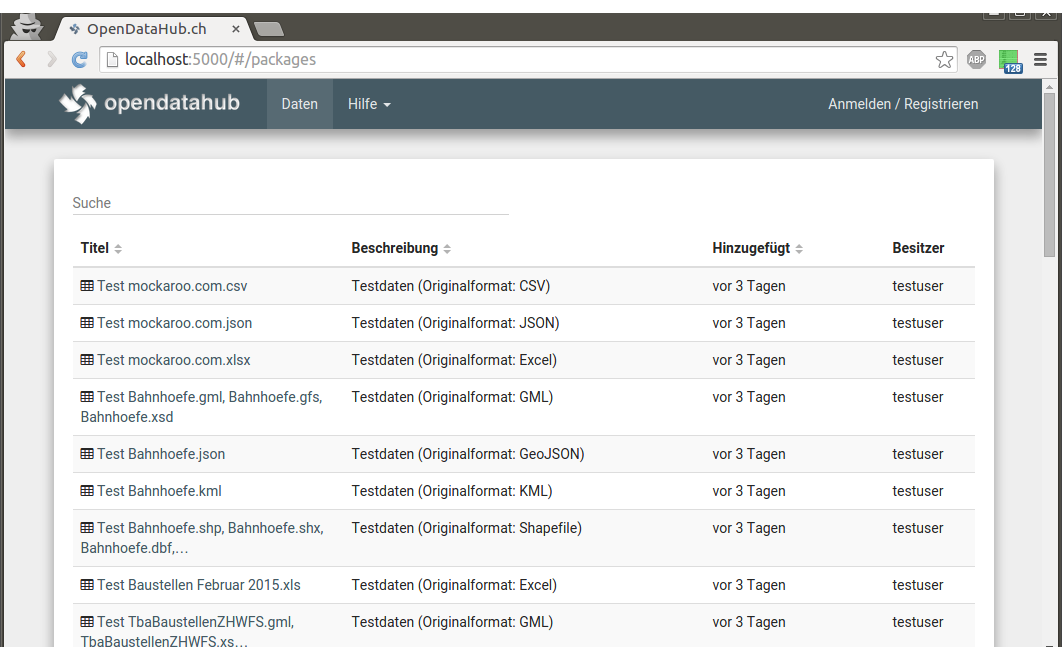 OpenDataHub.ch
localhost:5000/#/packages
ABP
128
opendatahub Daten Hilfe Anmelden / Registrieren
Suche
Titel Beschreibung Hinzugefügt Besitzer
Test mockaroo.com.csv Testdaten (Originalformat: CSV) vor 3 Tagen testuser
Test mockaroo.com.json Testdaten (Originalformat: JSON) vor 3 Tagen testuser
Test mockaroo.com.xlsx Testdaten (Originalformat: Excel) vor 3 Tagen testuser
Test Bahnhoefe.gml, Bahnhoefe.gfs, Testdaten (Originalformat: GML) vor 3 Tagen testuser
Bahnhoefe.xsd
Test Bahnhoefe.json Testdaten (Originalformat: GeoJSON) vor 3 Tagen testuser
Test Bahnhoefe.kml Testdaten (Originalformat: KML) vor 3 Tagen testuser
Test Bahnhoefe.shp, Bahnhoefe.shx, Testdaten (Originalformat: Shapefile) vor 3 Tagen testuser
Bahnhoefe.dbf,…
Test Baustellen Februar 2015.xls Testdaten (Originalformat: Excel) vor 3 Tagen testuser
Test TbaBaustellenZHWFS.gml, Testdaten (Originalformat: GML) vor 3 Tagen testuser
TbaBaustellenZHWFS.xs…